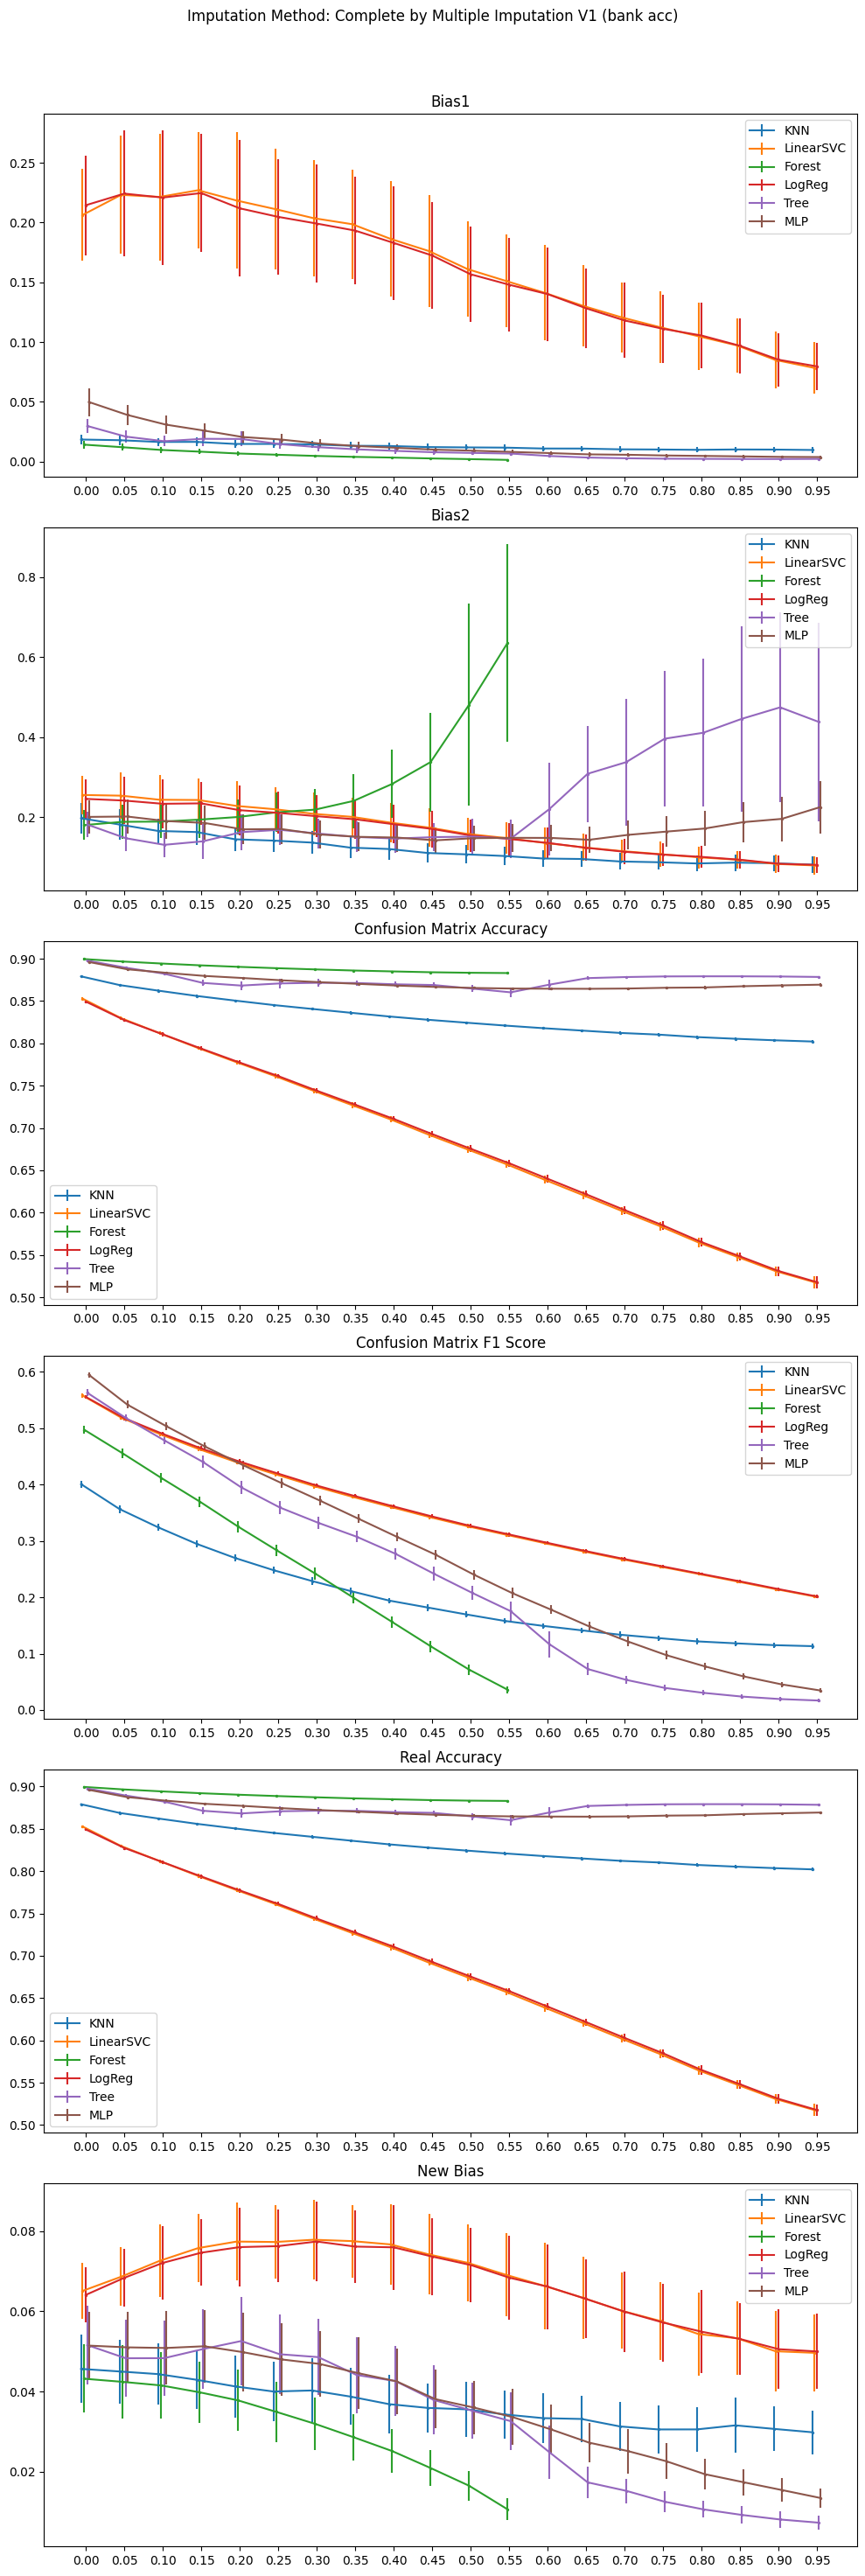 Imputation Method: Complete by Multiple Imputation V1 (bank acc)
Bias1
0.25
0.20
0.15
0.10
0.05
0.00
KNN
LinearSVC
Forest
LogReg
Tree
MLP
0.00 0.05 0.10 0.15 0.20 0.25 0.30 0.35 0.40 0.45 0.50 0.55 0.60 0.65 0.70 0.75 0.80 0.85 0.90 0.95
Bias2
0.8
0.6
0.4
0.2
KNN
LinearSVC
Forest
LogReg
Tree
MLP
0.00 0.05 0.10 0.15 0.20 0.25 0.30 0.35 0.40 0.45 0.50 0.55 0.60 0.65 0.70 0.75 0.80 0.85 0.90 0.95
Confusion Matrix Accuracy
0.90
0.85
0.80
0.75
0.70
0.65
0.60
0.55
0.50
KNN
LinearSVC
Forest
LogReg
Tree
MLP
0.00 0.05 0.10 0.15 0.20 0.25 0.30 0.35 0.40 0.45 0.50 0.55 0.60 0.65 0.70 0.75 0.80 0.85 0.90 0.95
Confusion Matrix F1 Score
0.6
0.5
0.4
0.3
0.2
0.1
0.0
KNN
LinearSVC
Forest
LogReg
Tree
MLP
0.00 0.05 0.10 0.15 0.20 0.25 0.30 0.35 0.40 0.45 0.50 0.55 0.60 0.65 0.70 0.75 0.80 0.85 0.90 0.95
Real Accuracy
0.90
0.85
0.80
0.75
0.70
0.65
0.60
0.55
0.50
KNN
LinearSVC
Forest
LogReg
Tree
MLP
0.00 0.05 0.10 0.15 0.20 0.25 0.30 0.35 0.40 0.45 0.50 0.55 0.60 0.65 0.70 0.75 0.80 0.85 0.90 0.95
New Bias
0.08
0.06
0.04
0.02
KNN
LinearSVC
Forest
LogReg
Tree
MLP
0.00 0.05 0.10 0.15 0.20 0.25 0.30 0.35 0.40 0.45 0.50 0.55 0.60 0.65 0.70 0.75 0.80 0.85 0.90 0.95